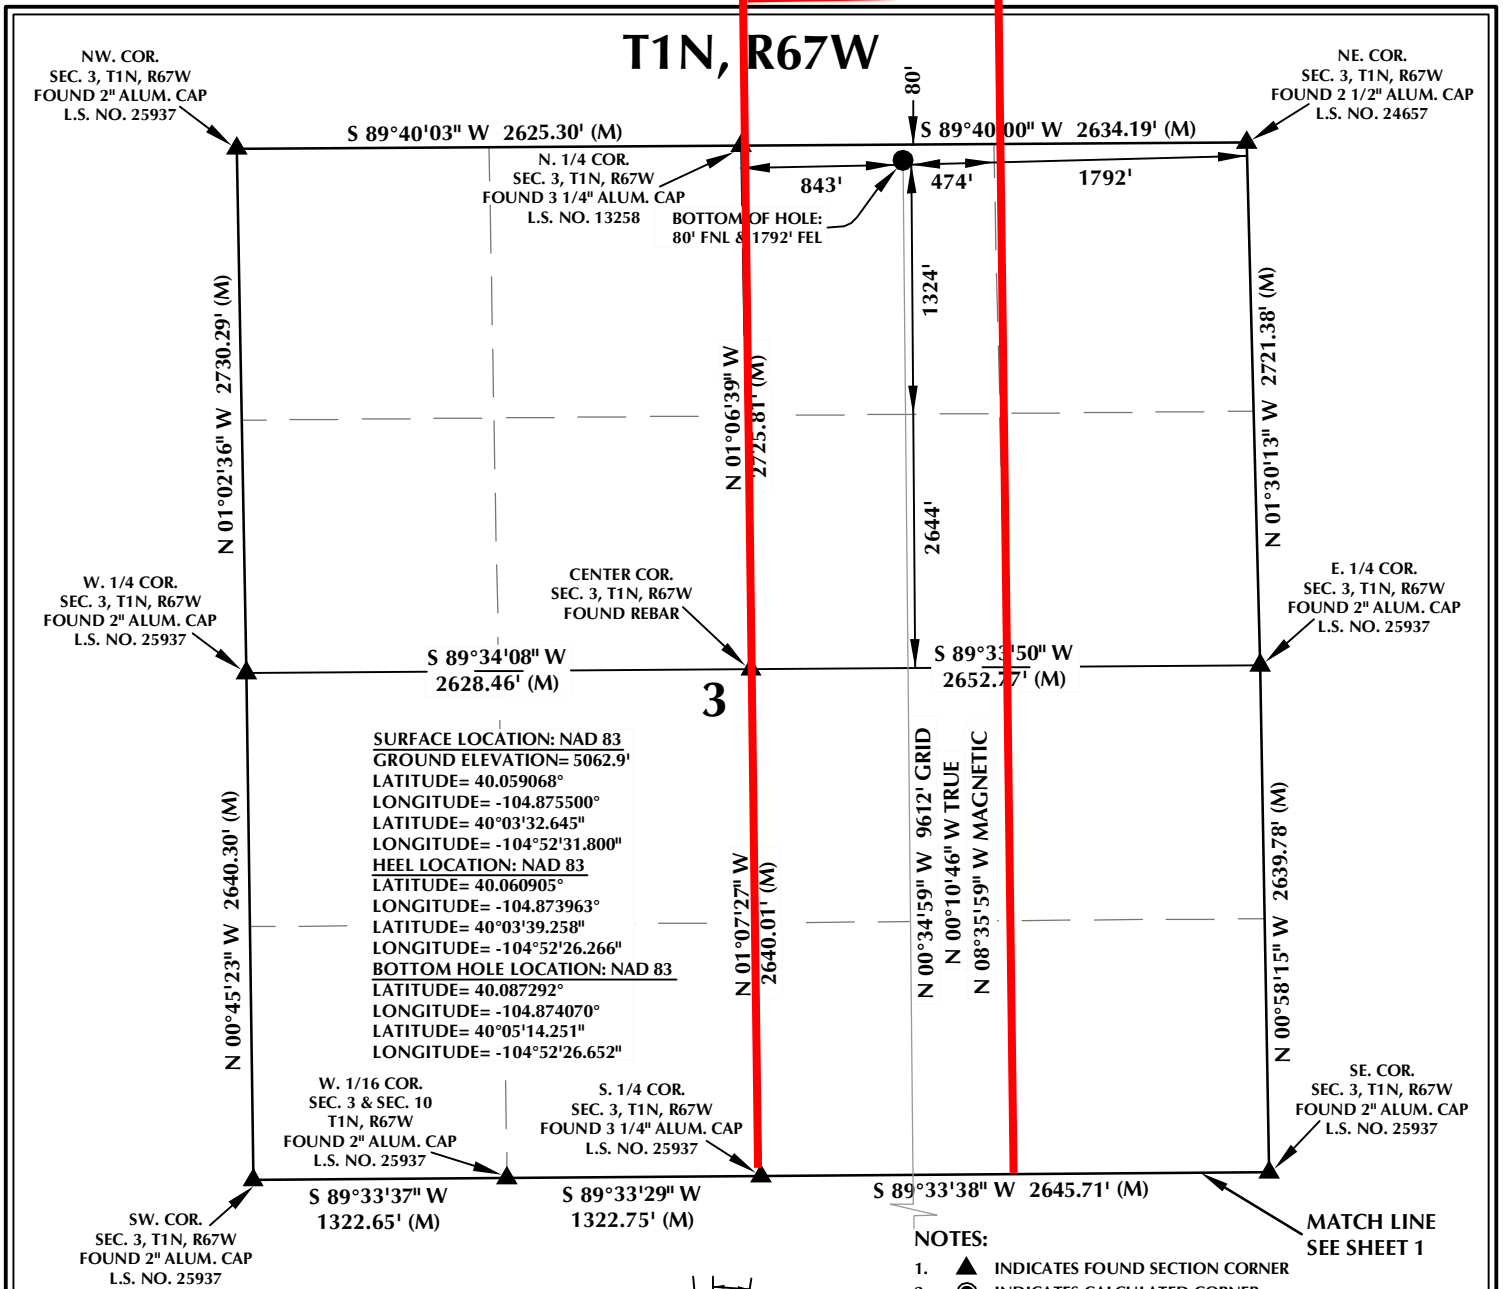 T1N, R67W
NW. COR.
SEC. 3, T1N, R67W
FOUND 2" ALUM. CAP
L.S. NO. 25937
NE. COR.
SEC. 3, T1N, R67W
FOUND 2 1/2" ALUM. CAP
L.S. NO. 24657
80'
S 89°40'03" W 2625.30' (M)
S 89°40'00" W 2634.19' (M)
N. 1/4 COR.
SEC. 3, T1N, R67W
FOUND 3 1/4" ALUM. CAP
L.S. NO. 13258
843'
474'
1792'
BOTTOM OF HOLE:
80' FNL & 1792' FEL
1324'
N 01°02'36" W 2730.29' (M)
N 01°06'39" W
2725.81' (M)
N 01°30'13" W 2721.38' (M)
2644'
W. 1/4 COR.
SEC. 3, T1N, R67W
FOUND 2" ALUM. CAP
L.S. NO. 25937
CENTER COR.
SEC. 3, T1N, R67W
FOUND REBAR
E. 1/4 COR.
SEC. 3, T1N, R67W
FOUND 2" ALUM. CAP
L.S. NO. 25937
S 89°34'08" W
2628.46' (M)
S 89°33'50" W
2652.77' (M)
3
SURFACE LOCATION: NAD 83
GROUND ELEVATION= 5062.9'
LATITUDE= 40.059068°
LONGITUDE= -104.875500°
LATITUDE= 40°03'32.645"
LONGITUDE= -104°52'31.800"
HEEL LOCATION: NAD 83
LATITUDE= 40.060905°
LONGITUDE= -104.873963°
LATITUDE= 40°03'39.258"
LONGITUDE= -104°52'26.266"
BOTTOM HOLE LOCATION: NAD 83
LATITUDE= 40.087292°
LONGITUDE= -104.874070°
LATITUDE= 40°05'14.251"
LONGITUDE= -104°52'26.652"
N 00°45'23" W 2640.30' (M)
N 01°07'27" W
2640.01' (M)
N 00°34'59" W 9612' GRID
N 00°10'46" W TRUE
N 08°35'59" W MAGNETIC
N 00°58'15" W 2639.78' (M)
W. 1/16 COR.
SEC. 3 & SEC. 10
T1N, R67W
FOUND 2" ALUM. CAP
L.S. NO. 25937
S. 1/4 COR.
SEC. 3, T1N, R67W
FOUND 3 1/4" ALUM. CAP
L.S. NO. 25937
SE. COR.
SEC. 3, T1N, R67W
FOUND 2" ALUM. CAP
L.S. NO. 25937
S 89°33'37" W
1322.65' (M)
S 89°33'29" W
1322.75' (M)
S 89°33'38" W 2645.71' (M)
SW. COR.
SEC. 3, T1N, R67W
FOUND 2" ALUM. CAP
L.S. NO. 25937
MATCH LINE
SEE SHEET 1
NOTES:
1. INDICATES FOUND SECTION CORNER
2. INDICATES CALCULATED CORNER